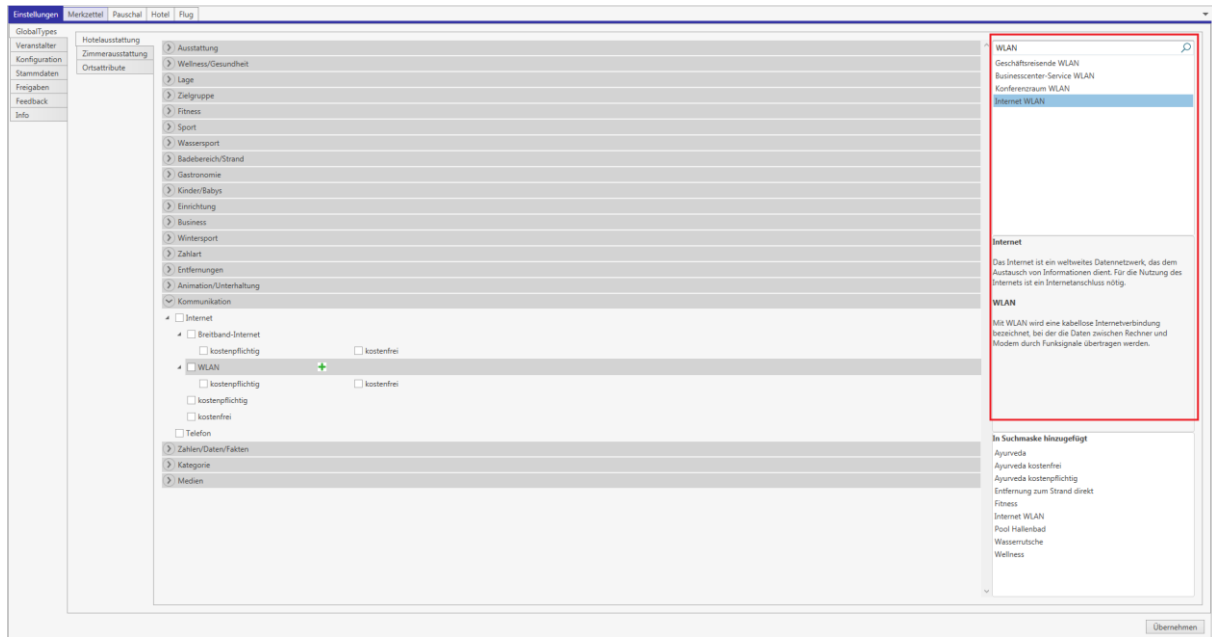 Einstellungen Merkzettel Pauschal Hotel Flug
GlobalTypes
Veranstalter
Konfiguration
Stammdaten
Freigaben
Feedback
Info
Hotelausstattung
Zimmerausstattung
Ortsattribute
Ausstattung
Wellness/Gesundheit
Lage
Zielgruppe
Fitness
Sport
Wassersport
Badebereich/Strand
Gastronomie
Kinder/Babys
Einrichtung
Business
Wintersport
Zahlart
Entfernungen
Animation/Unterhaltung
Kommunikation
Internet
Breitband-Internet
kostenpflichtig kostenfrei
WLAN
kostenpflichtig kostenfrei
kostenpflichtig
kostenfrei
Telefon
Zahlen/Daten/Fakten
Kategorie
Medien
WLAN
Geschäftsreisende WLAN
Businesscenter-Service WLAN
Konferenzraum WLAN
Internet WLAN
Internet
Das Internet ist ein weltweites Datennetzwerk, das dem
Austausch von Informationen dient. Für die Nutzung des
Internets ist ein Internetanschluss nötig.
WLAN
Mit WLAN wird eine kabellose Internetverbindung
bezeichnet, bei der die Daten zwischen Rechner und
Modem durch Funksignale übertragen werden.
In Suchmaske hinzugefügt
Ayurveda
Ayurveda kostenfrei
Ayurveda kostenpflichtig
Entfernung zum Strand direkt
Fitness
Internet WLAN
Pool Hallenbad
Wasserrutsche
Wellness
Übernehmen